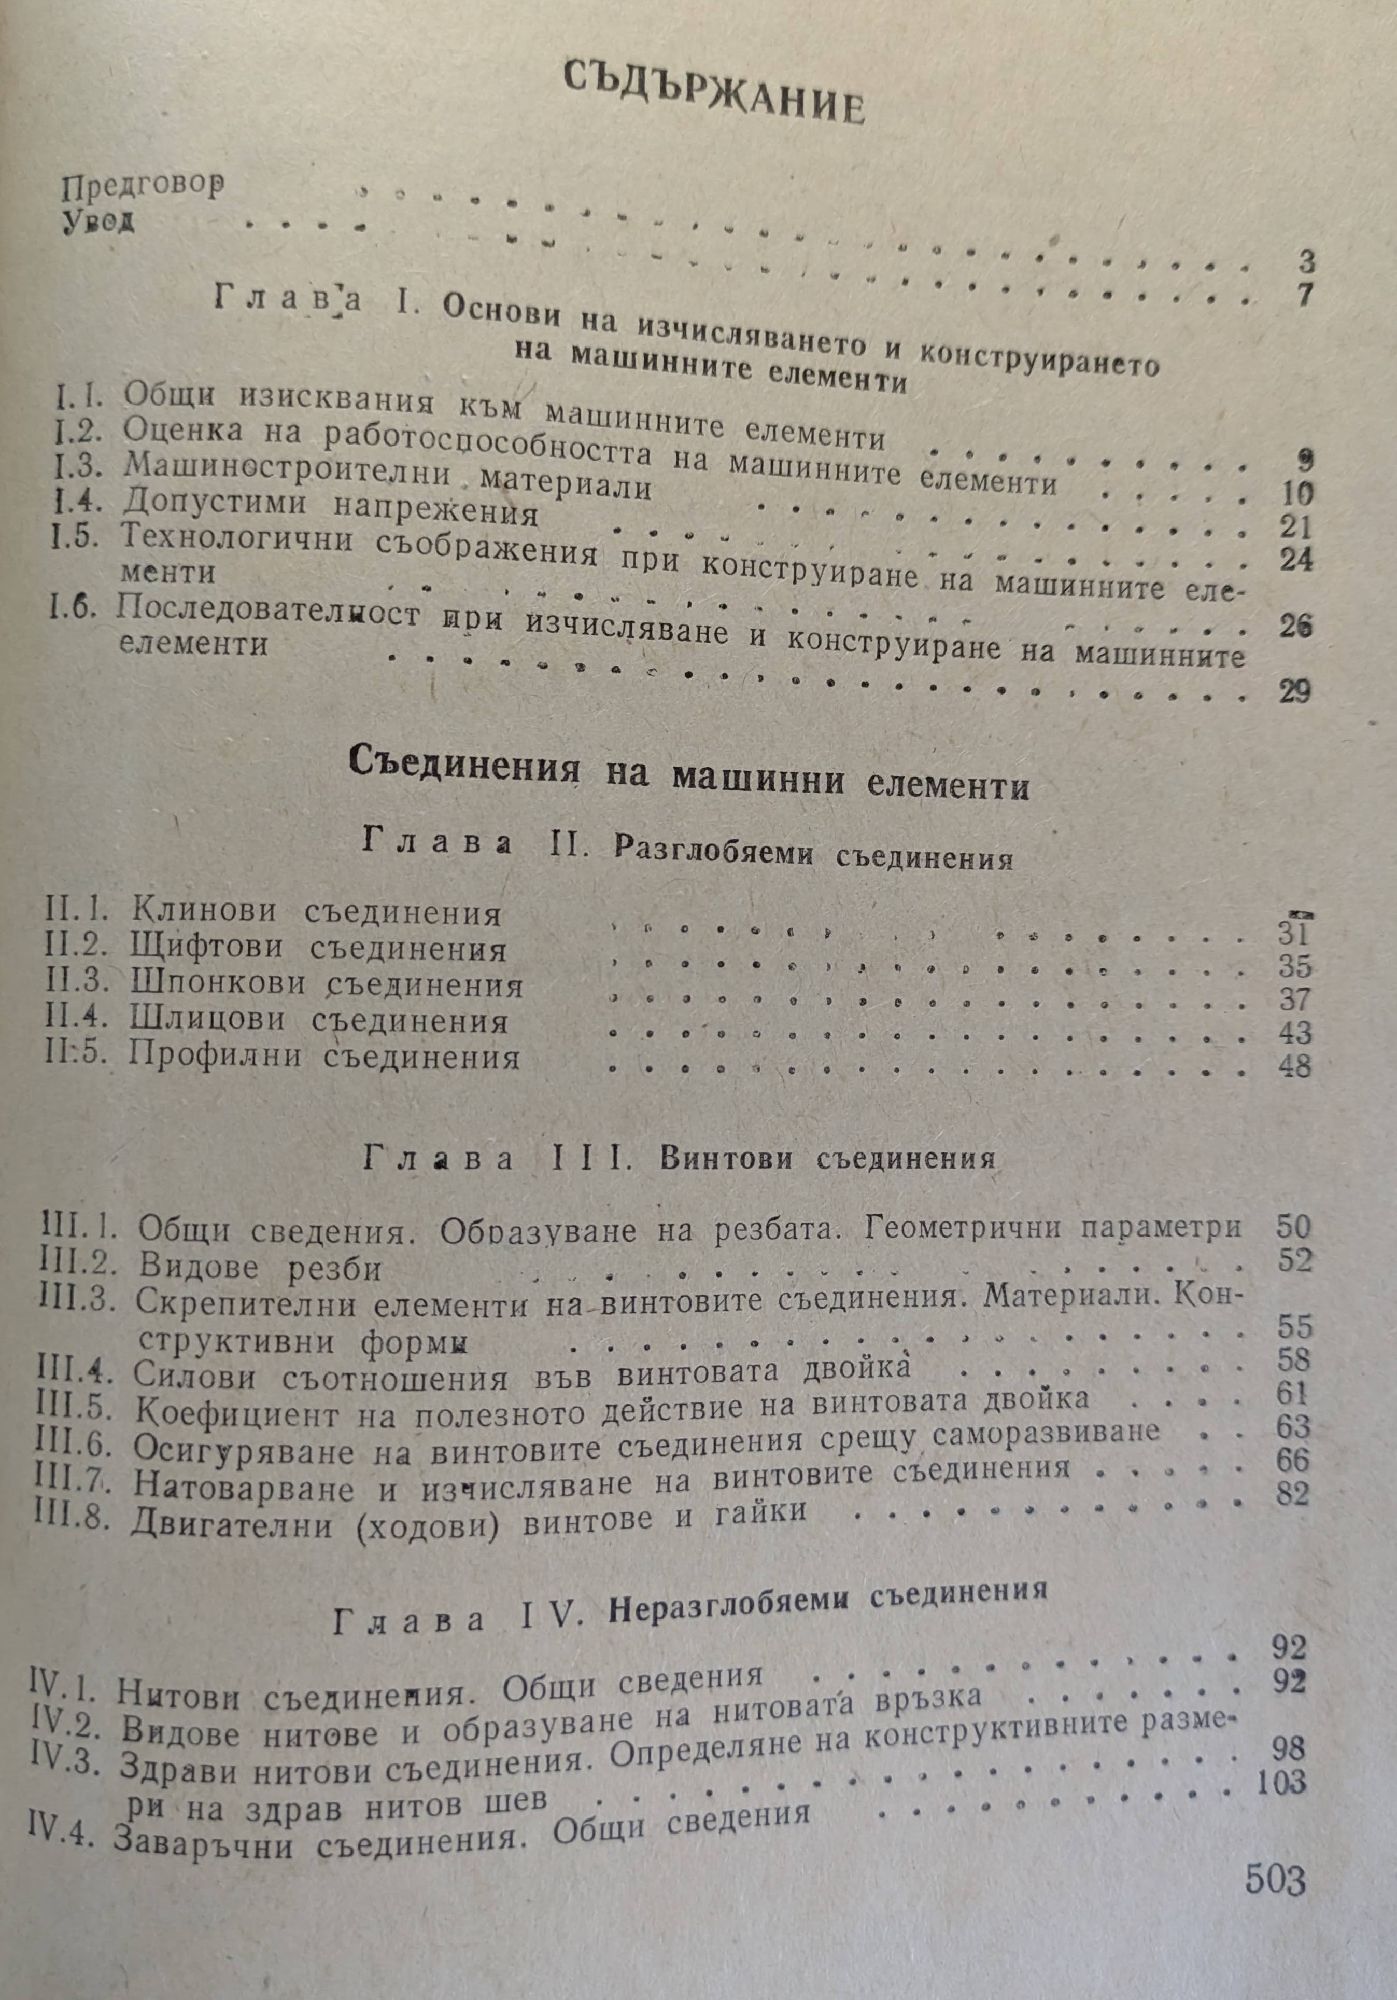 СЪДЪРЖАНИЕ
Предговор . . . . . . . . . . . . . . . . . . . . . . . . . 3
Увод . . . . . . . . . . . . . . . . . . . . . . . . . 7
Глава I. Основи на изчисляването и конструирането
на машинните елементи
I.1. Общи изисквания към машинните елементи . . . . . . . . . . 9
I.2. Оценка на работоспособността на машинните елементи . . . . . 10
I.3. Машиностроителни материали . . . . . . . . . . . . . . 21
I.4. Допустими напрежения . . . . . . . . . . . . . . . . . . 24
I.5. Технологични съображения при конструиране на машинните еле-
менти . . . . . . . . . . . . . . . . . . . . . . . . 26
I.6. Последователност при изчисляване и конструиране на машинните
елементи . . . . . . . . . . . . . . . . . . . . . . . . 29
Съединения на машинни елементи
Глава II. Разглобяеми съединения
II.1. Клинови съединения . . . . . . . . . . . . . . . . . . 31
II.2. Щифтови съединения . . . . . . . . . . . . . . . . . . 35
II.3. Шпонкови съединения . . . . . . . . . . . . . . . . . . 37
II.4. Шлицови съединения . . . . . . . . . . . . . . . . . . 43
II.5. Профилни съединения . . . . . . . . . . . . . . . . . . 48
Глава III. Винтови съединения
III.1. Общи сведения. Образуване на резбата. Геометрични параметри 50
III.2. Видове резби . . . . . . . . . . . . . . . . . . . . 52
III.3. Скрепителни елементи на винтовите съединения. Материали. Кон-
структивни форми . . . . . . . . . . . . . . . . . . . 55
III.4. Силови съотношения във винтовата двойка . . . . . . . . . 58
III.5. Коефициент на полезното действие на винтовата двойка . . . . 61
III.6. Осигуряване на винтовите съединения срещу саморазвиване . . 63
III.7. Натоварване и изчисляване на винтовите съединения . . . . . 66
III.8. Двигателни (ходови) винтове и гайки . . . . . . . . . . . . 82
Глава IV. Неразглобяеми съединения
IV.1. Нитови съединения. Общи сведения . . . . . . . . . . . . . 92
IV.2. Видове нитове и образуване на нитовата връзка . . . . . . . 92
IV.3. Здрави нитови съединения. Определяне на конструктивните разме-
ри на здрав нитов шев . . . . . . . . . . . . . . . . . . 98
IV.4. Заваръчни съединения. Общи сведения . . . . . . . . . . . 103
503